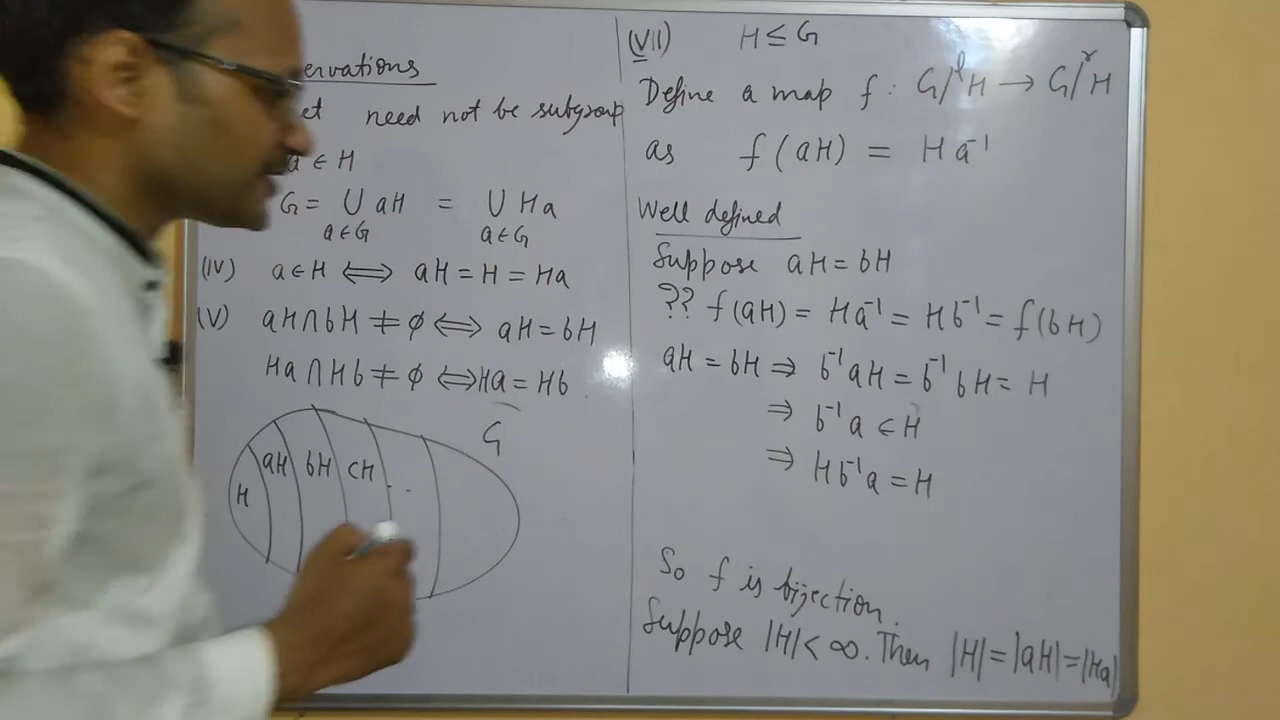 ervations
et need not be subgroup
a ∈ H
G = ∪ aH = ∪ Ha
a∈G a∈G
(IV) a∈H ⟺ aH = H = Ha
(V) aH∩bH ≠ φ ⟺ aH = bH
Ha∩Hb ≠ φ ⟺ Ha = Hb
G
H aH bH cH . .
(VII) H ≤ G
Define a map f : G/ˡH → G/ʳH
as f(aH) = Ha⁻¹
Well defined
Suppose aH = bH
?? f(aH) = Ha⁻¹ = Hb⁻¹ = f(bH)
aH = bH ⇒ b⁻¹aH = b⁻¹bH = H
⇒ b⁻¹a ∈ H
⇒ Hb⁻¹a = H
So f is bijection.
Suppose |H| < ∞. Then |H| = |aH| = |Ha|